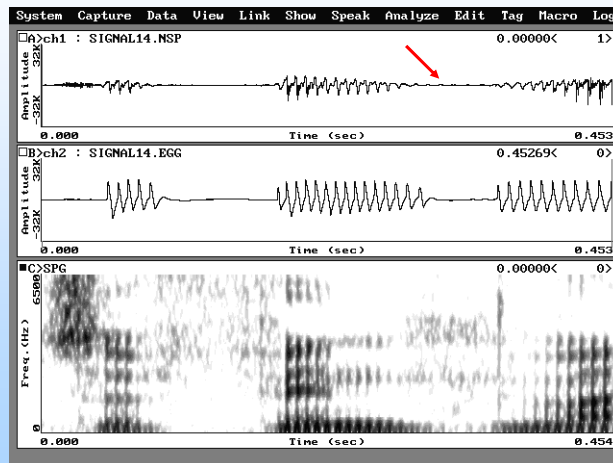 System Capture Data View Link Show Speak Analyze Edit Tag Macro Log
A>ch1 : SIGNAL14.NSP 0.00000< 1>
Amplitude
-32K 32K
0.000 Time (sec) 0.453
B>ch2 : SIGNAL14.EGG 0.45269< 0>
Amplitude
-32K 32K
0.000 Time (sec) 0.453
C>SPG 0.00000< 0>
6500
Freq.(Hz)
0
0.000 Time (sec) 0.454